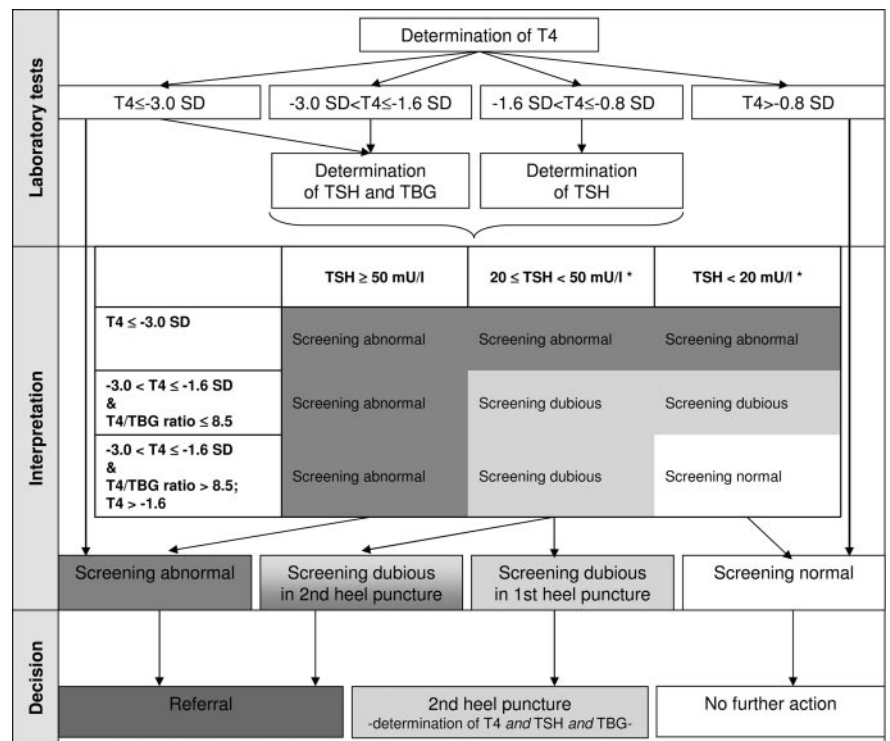 Laboratory tests
Determination of T4
T4≤-3.0 SD
-3.0 SD<T4≤-1.6 SD
-1.6 SD<T4≤-0.8 SD
T4>-0.8 SD
Determination
of TSH and TBG
Determination
of TSH
Interpretation
TSH ≥ 50 mU/l
20 ≤ TSH < 50 mU/l *
TSH < 20 mU/l *
T4 ≤ -3.0 SD
Screening abnormal
Screening abnormal
Screening abnormal
-3.0 < T4 ≤ -1.6 SD
&
T4/TBG ratio ≤ 8.5
Screening abnormal
Screening dubious
Screening dubious
-3.0 < T4 ≤ -1.6 SD
&
T4/TBG ratio > 8.5;
T4 > -1.6
Screening abnormal
Screening dubious
Screening normal
Screening abnormal
Screening dubious
in 2nd heel puncture
Screening dubious
in 1st heel puncture
Screening normal
Decision
Referral
2nd heel puncture
-determination of T4 and TSH and TBG-
No further action